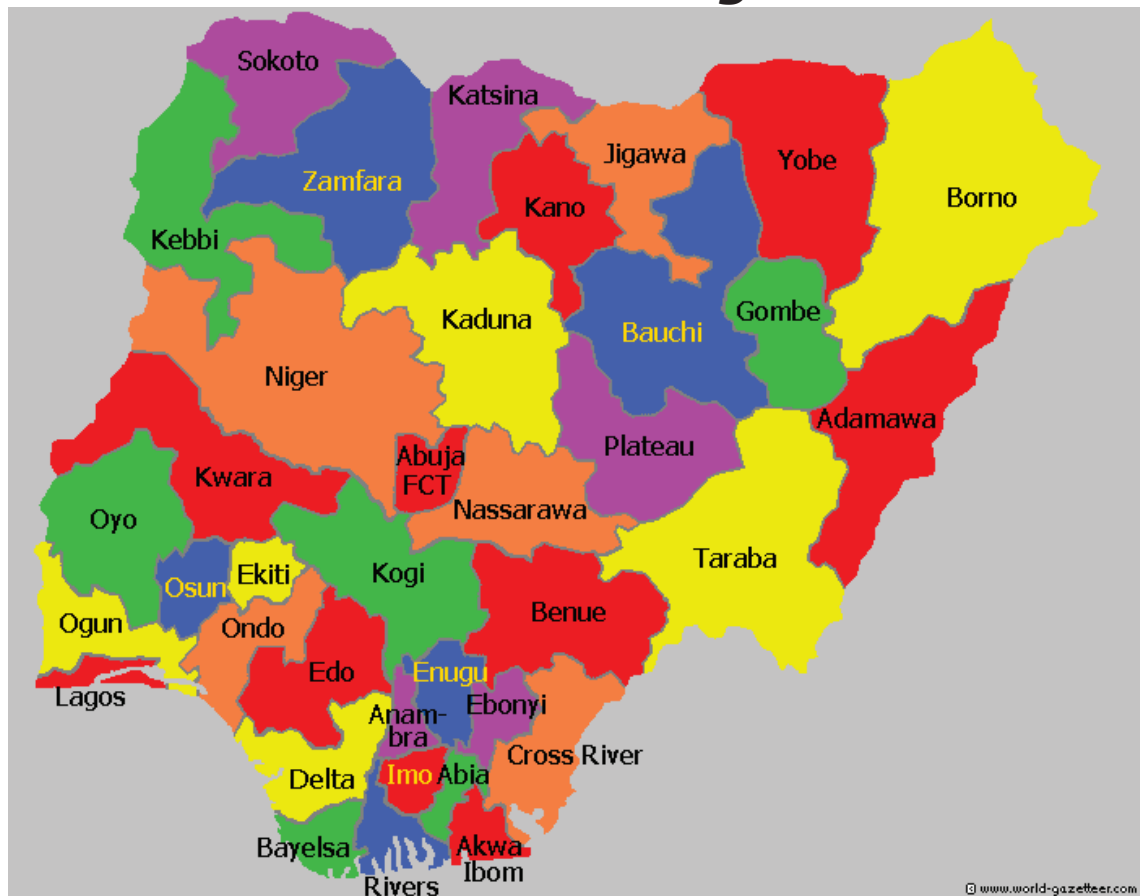 Sokoto
Katsina
Zamfara
Jigawa
Yobe
Borno
Kano
Kebbi
Gombe
Kaduna
Bauchi
Niger
Adamawa
Plateau
Abuja
FCT
Kwara
Nassarawa
Oyo
Taraba
Kogi
Ekiti
Osun
Benue
Ogun
Ondo
Edo
Enugu
Lagos
Ebonyi
Anam-
bra
Cross River
Imo
Abia
Delta
Bayelsa
Akwa
Ibom
Rivers
© www.world-gazetteer.com